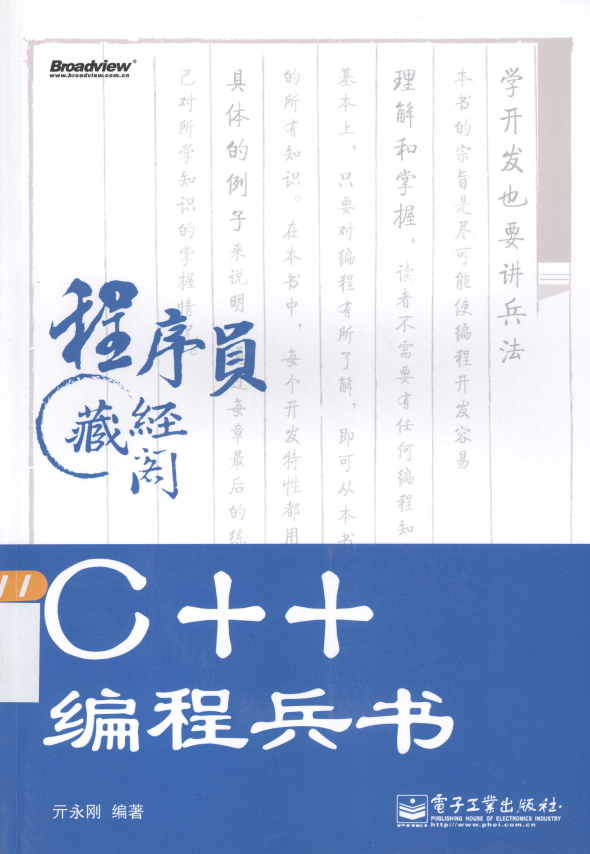 Broadview®
www.broadview.com.cn
学开发也要讲兵法
本书的宗旨是尽可能使编程开发容易
理解和掌握，读者不需要有任何编程知
基本上，只要对编程有所了解，即可从本书
的所有知识。在本书中，每个开发特性都用
具体的例子来说明 每章最后的练
己对所学知识的掌握情
程序員
藏經阁
C++
编程兵书
亓永刚 编著
電子工業出版社·
PUBLISHING HOUSE OF ELECTRONICS INDUSTRY
http://www.phei.com.cn